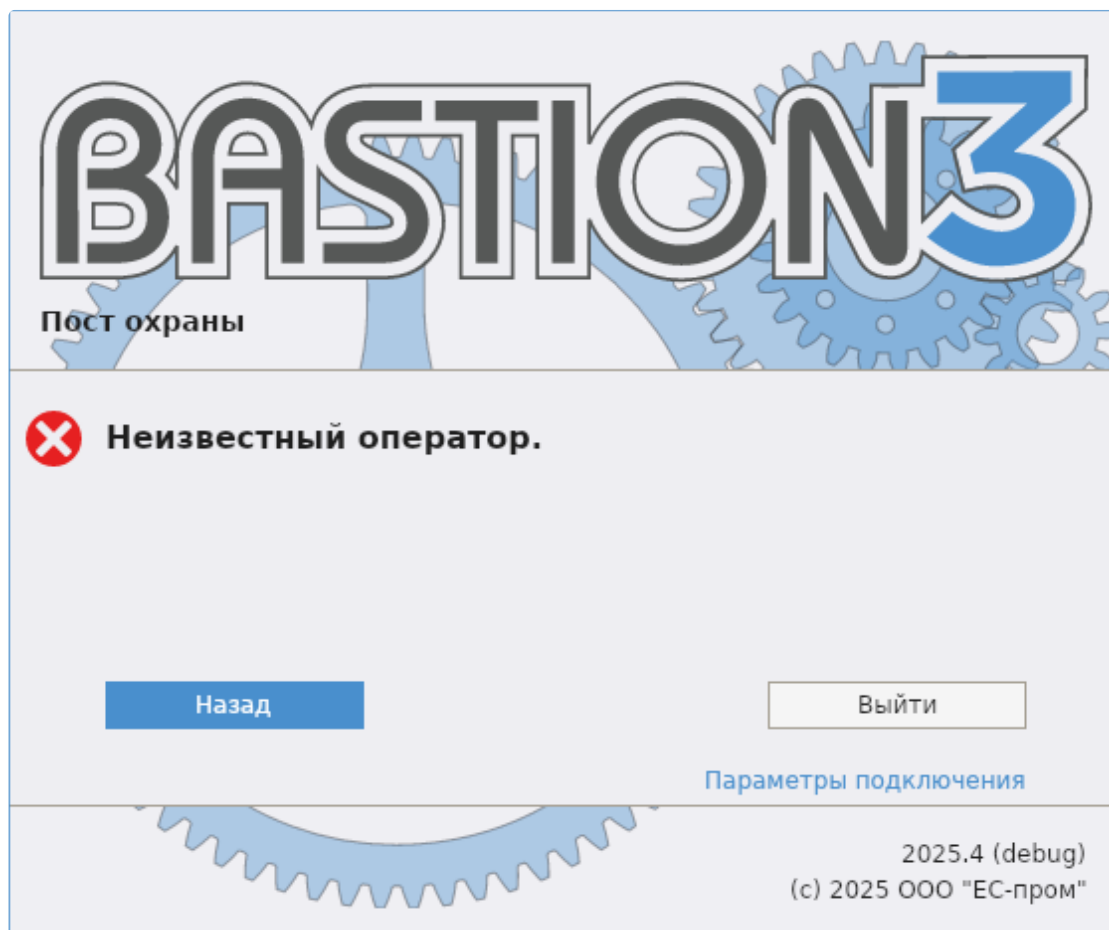 BASTION3
Пост охраны
Неизвестный оператор.
Назад
Выйти
Параметры подключения
2025.4 (debug)
(c) 2025 ООО "ЕС-пром"